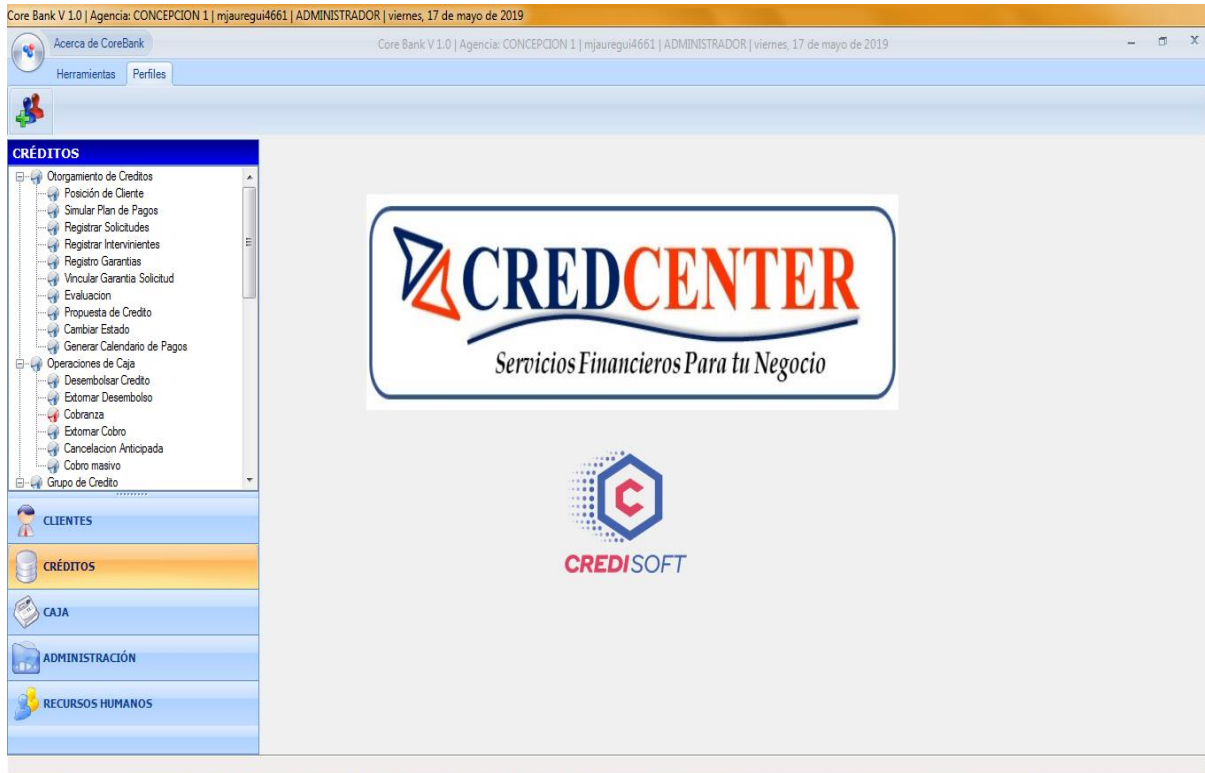 Core Bank V 1.0 | Agencia: CONCEPCION 1 | mjauregui4661 | ADMINISTRADOR | viernes, 17 de mayo de 2019
Acerca de CoreBank
Core Bank V 1.0 | Agencia: CONCEPCION 1 | mjauregui4661 | ADMINISTRADOR | viernes, 17 de mayo de 2019
Herramientas Perfiles
CRÉDITOS
Otorgamiento de Creditos
Posición de Cliente
Simular Plan de Pagos
Registrar Solicitudes
Registrar Intervinientes
Registro Garantias
Vincular Garantia Solicitud
Evaluacion
Propuesta de Credito
Cambiar Estado
Generar Calendario de Pagos
Operaciones de Caja
Desembolsar Credito
Extornar Desembolso
Cobranza
Extornar Cobro
Cancelacion Anticipada
Cobro masivo
Grupo de Credito
CLIENTES
CRÉDITOS
CAJA
ADMINISTRACIÓN
RECURSOS HUMANOS
CREDCENTER
Servicios Financieros Para tu Negocio
C
CREDISOFT